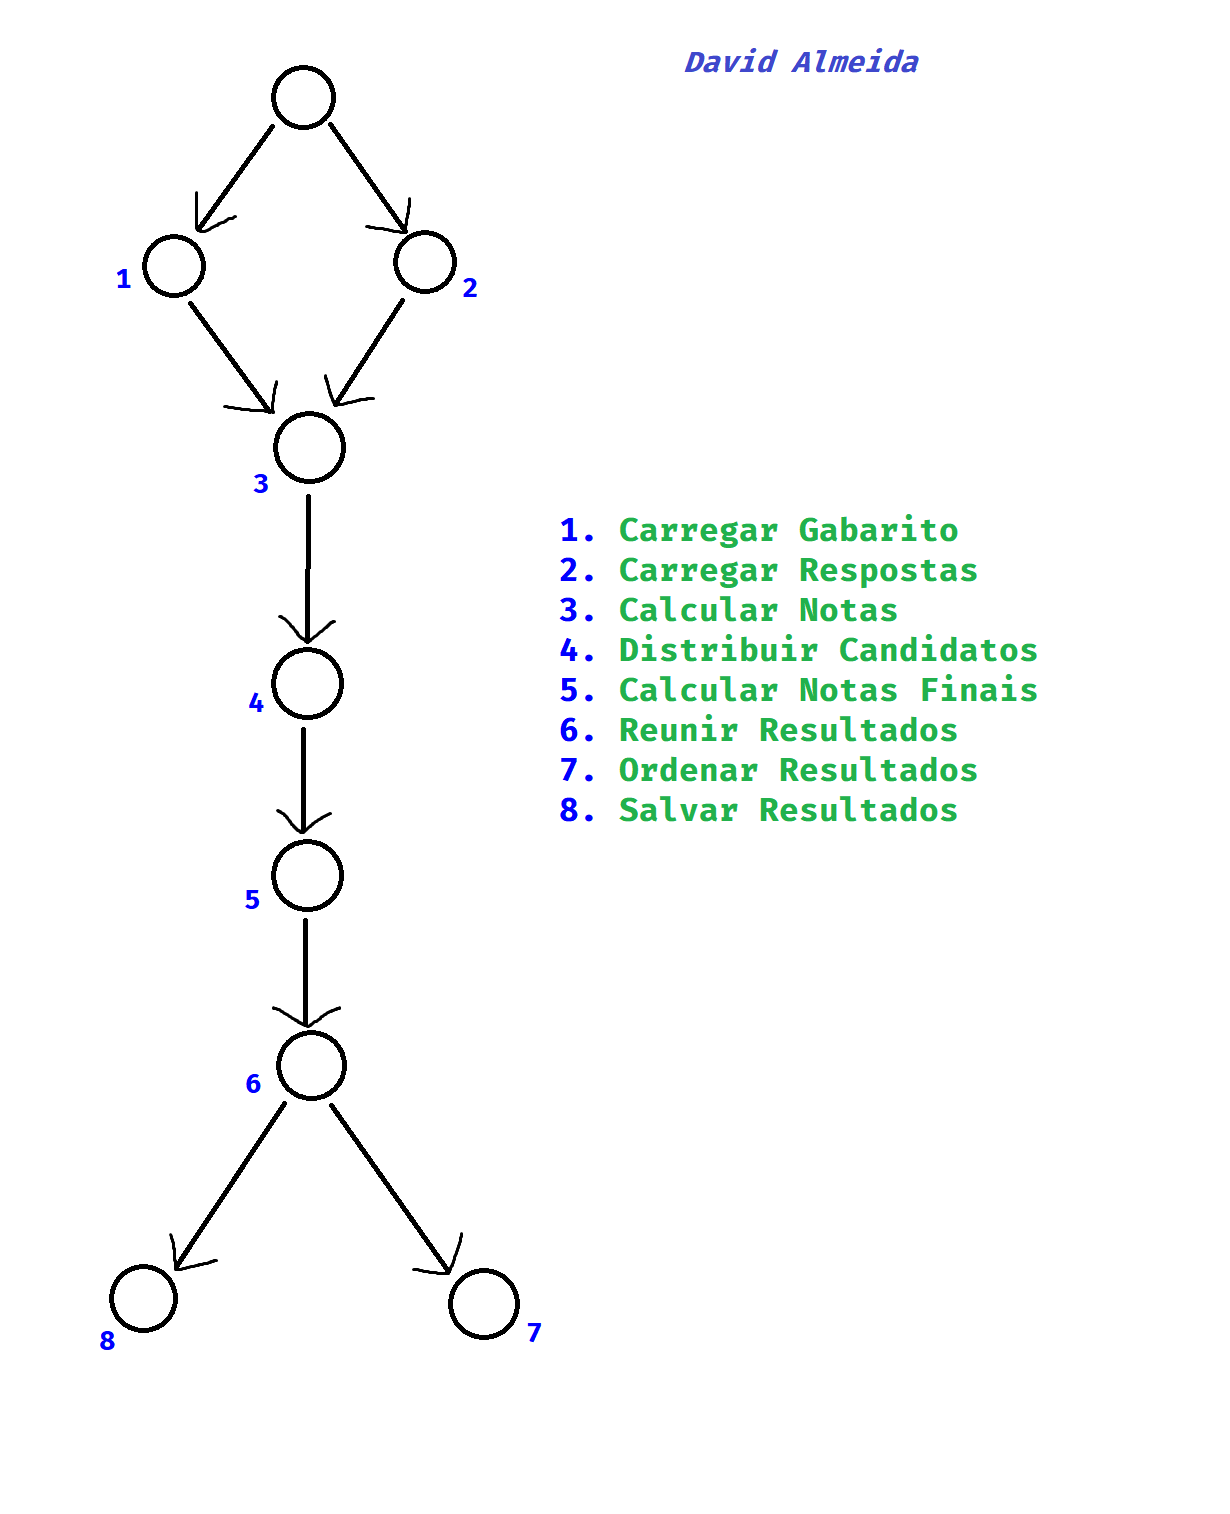 David Almeida
1
2
3
1. Carregar Gabarito
2. Carregar Respostas
3. Calcular Notas
4. Distribuir Candidatos
5. Calcular Notas Finais
6. Reunir Resultados
7. Ordenar Resultados
8. Salvar Resultados
4
5
6
8
7